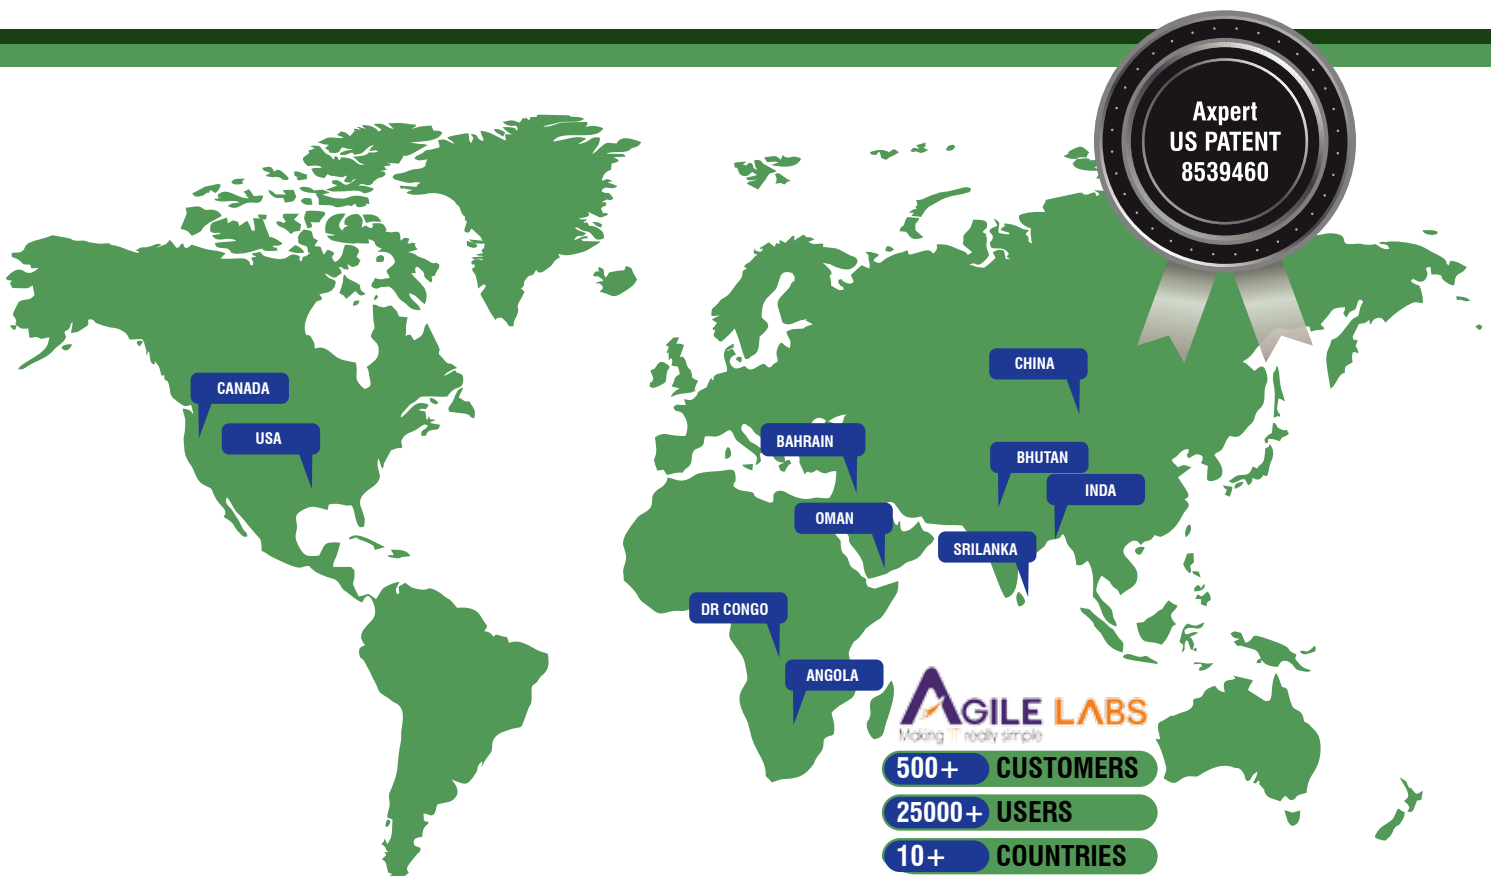 Axpert
US PATENT
8539460
CANADA
USA
CHINA
BAHRAIN
BHUTAN
INDA
OMAN
SRILANKA
DR CONGO
ANGOLA
AGILE LABS
Making IT really simple
500+ CUSTOMERS
25000+ USERS
10+ COUNTRIES